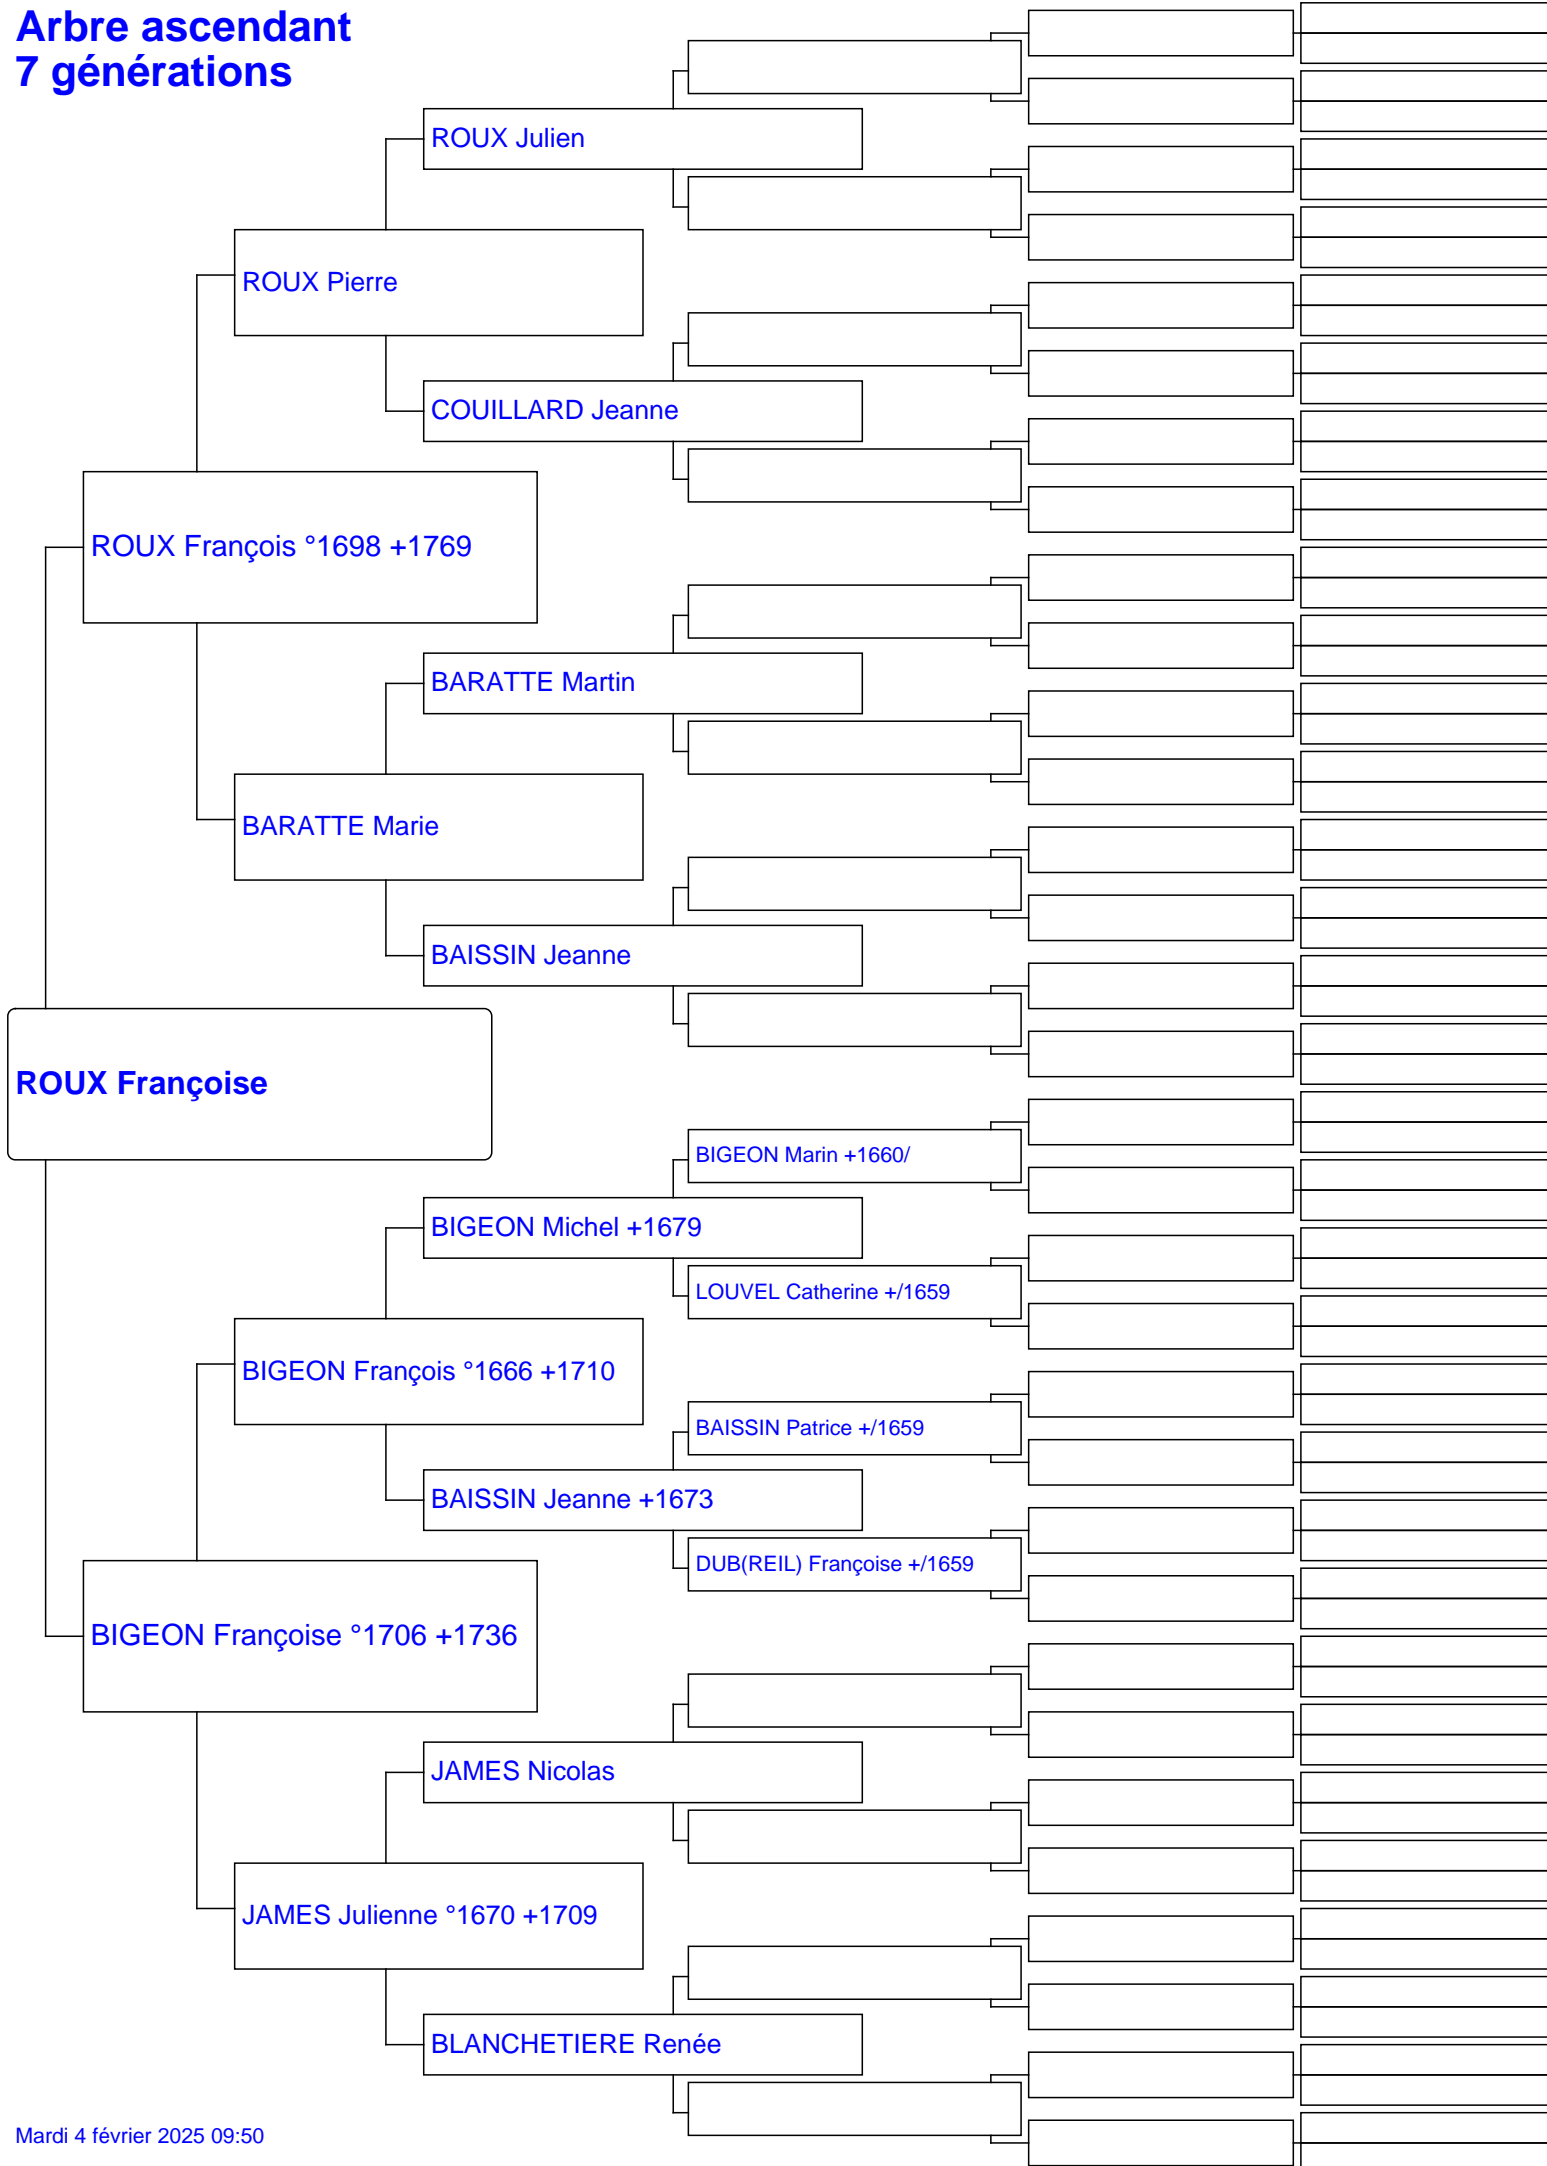 Arbre ascendant
7 générations
ROUX Julien
ROUX Pierre
COUILLARD Jeanne
ROUX François °1698 +1769
BARATTE Martin
BARATTE Marie
BAISSIN Jeanne
ROUX Françoise
BIGEON Marin +1660/
BIGEON Michel +1679
LOUVEL Catherine +/1659
BIGEON François °1666 +1710
BAISSIN Patrice +/1659
BAISSIN Jeanne +1673
DUB(REIL) Françoise +/1659
BIGEON Françoise °1706 +1736
JAMES Nicolas
JAMES Julienne °1670 +1709
BLANCHETIERE Renée
Mardi 4 février 2025 09:50